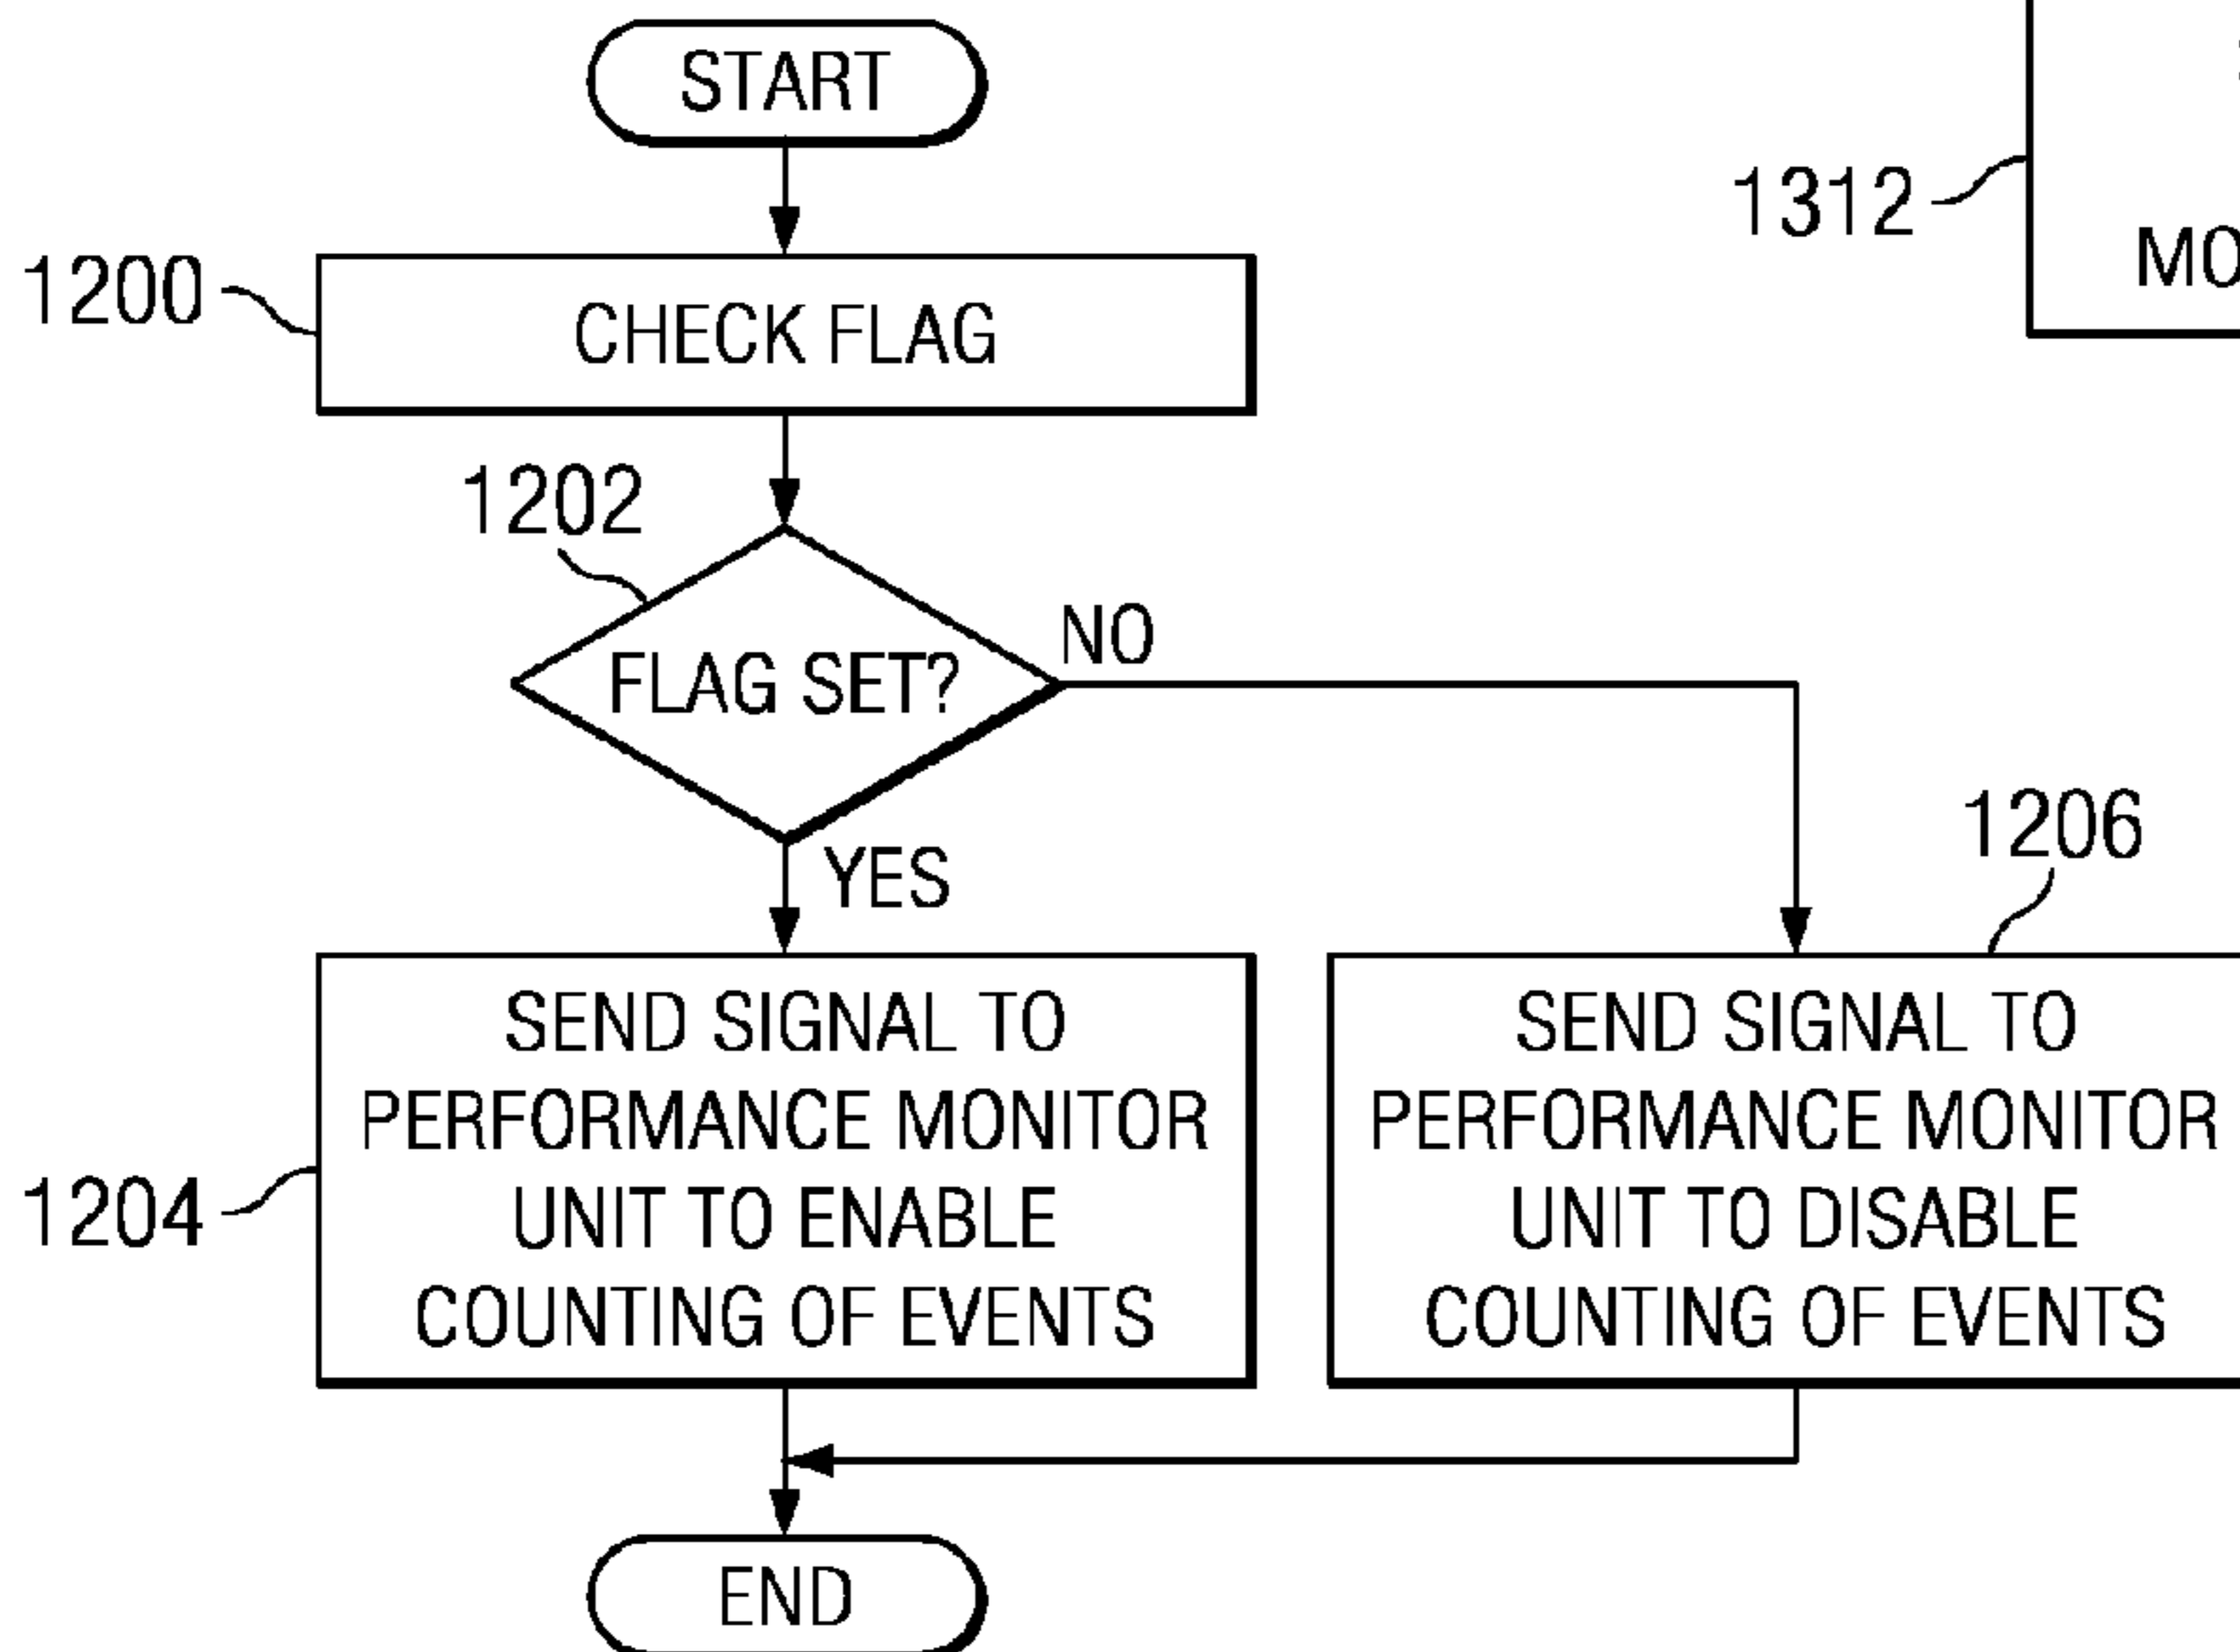 START
1312
1200
CHECK FLAG
1202
NO
FLAG SET?
1206
YES
SEND SIGNAL TO
PERFORMANCE MONITOR
UNIT TO ENABLE
COUNTING OF EVENTS
1204
SEND SIGNAL TO
PERFORMANCE MONITOR
UNIT TO DISABLE
COUNTING OF EVENTS
END